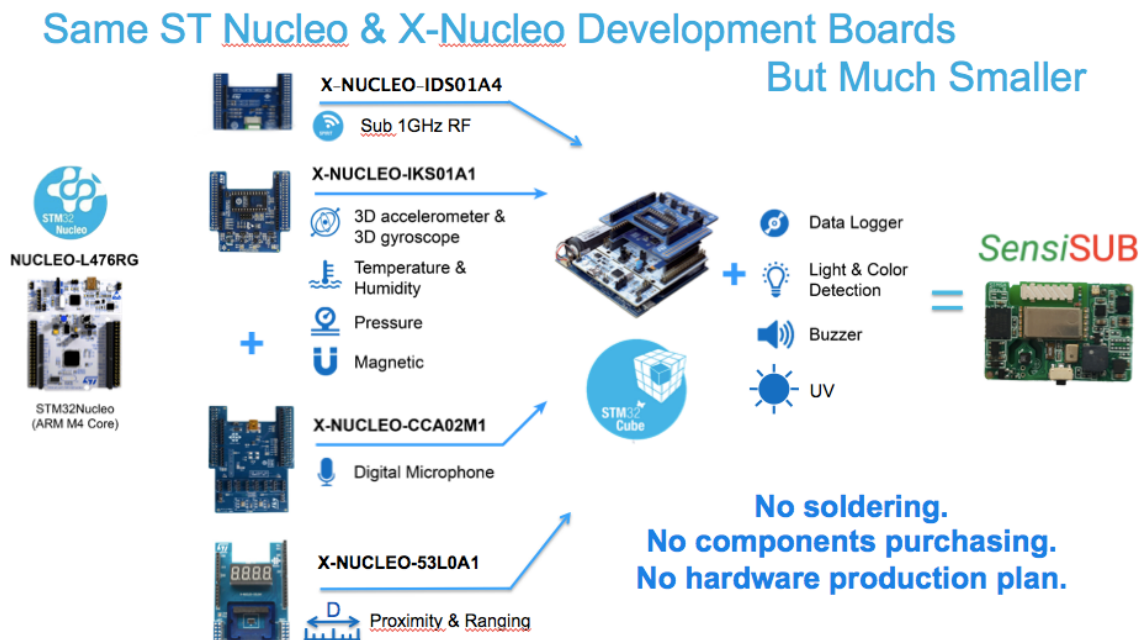 Same ST Nucleo & X-Nucleo Development Boards
But Much Smaller
X-NUCLEO-IDS01A4
Sub 1GHz RF
X-NUCLEO-IKS01A1
3D accelerometer &
3D gyroscope
Temperature &
Humidity
Pressure
Magnetic
STM32
Nucleo
NUCLEO-L476RG
STM32Nucleo
(ARM M4 Core)
X-NUCLEO-CCA02M1
Digital Microphone
X-NUCLEO-53L0A1
D
Proximity & Ranging
STM32
Cube
Data Logger
Light & Color
Detection
Buzzer
UV
SensiSUB
No soldering.
No components purchasing.
No hardware production plan.